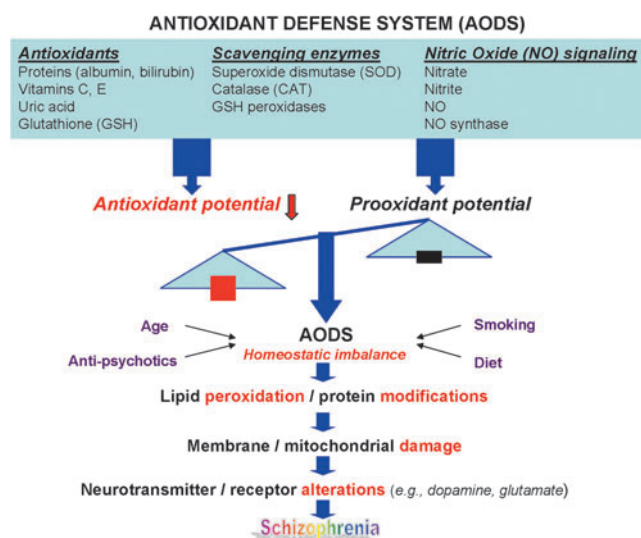 ANTIOXIDANT DEFENSE SYSTEM (AODS)
Antioxidants
Proteins (albumin, bilirubin)
Vitamins C, E
Uric acid
Glutathione (GSH)
Scavenging enzymes
Superoxide dismutase (SOD)
Catalase (CAT)
GSH peroxidases
Nitric Oxide (NO) signaling
Nitrate
Nitrite
NO
NO synthase
Antioxidant potential
Prooxidant potential
Age
Anti-psychotics
AODS
Homeostatic imbalance
Smoking
Diet
Lipid peroxidation / protein modifications
Membrane / mitochondrial damage
Neurotransmitter / receptor alterations (e.g., dopamine, glutamate)
Schizophrenia